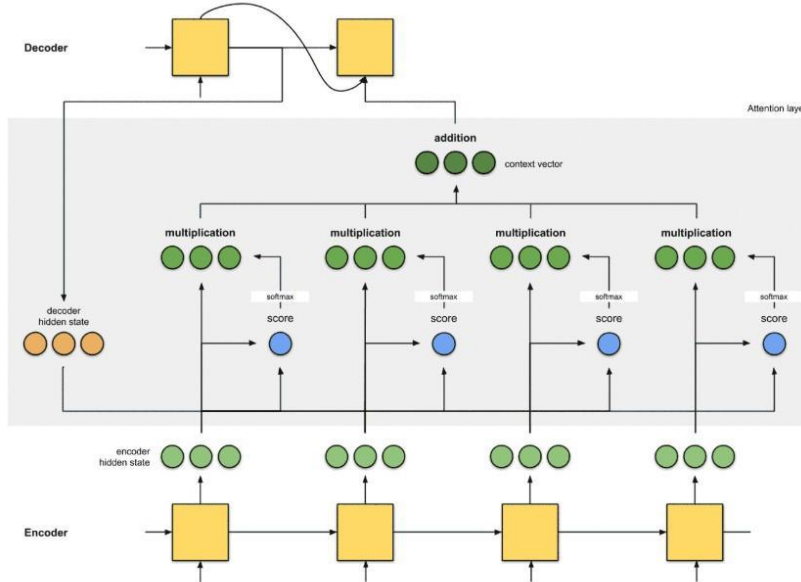 Decoder
Attention laye
addition
context vector
multiplication
multiplication
multiplication
multiplication
softmax
softmax
softmax
softmax
decoder
hidden state
score
score
score
score
encoder
hidden state
Encoder